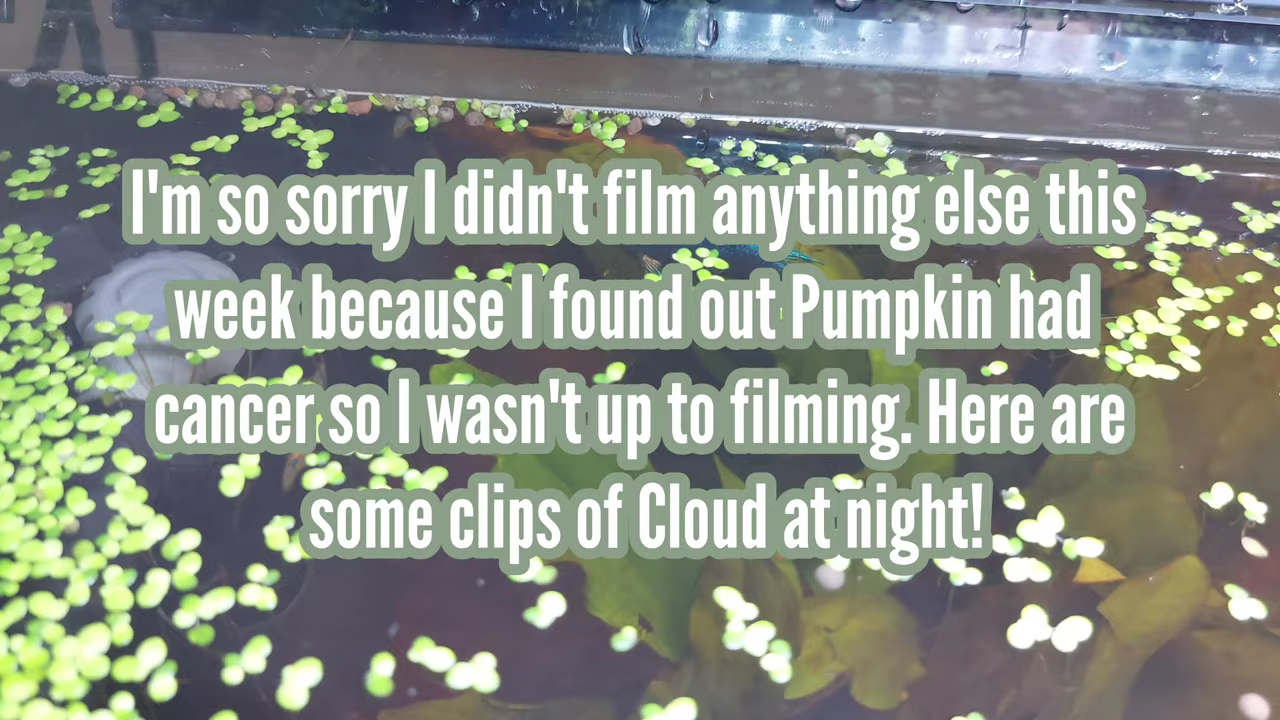 I'm so sorry I didn't film anything else this
week because I found out Pumpkin had
cancer so I wasn't up to filming. Here are
some clips of Cloud at night!